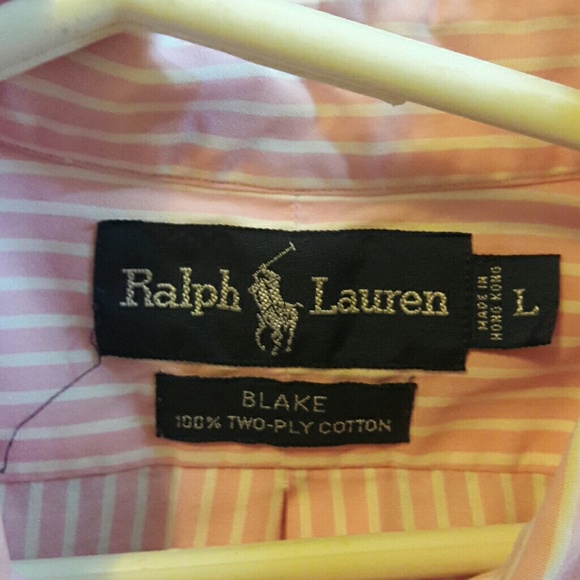 Ralph Lauren
MADE IN
HONG KONG
L
BLAKE
100% TWO-PLY COTTON